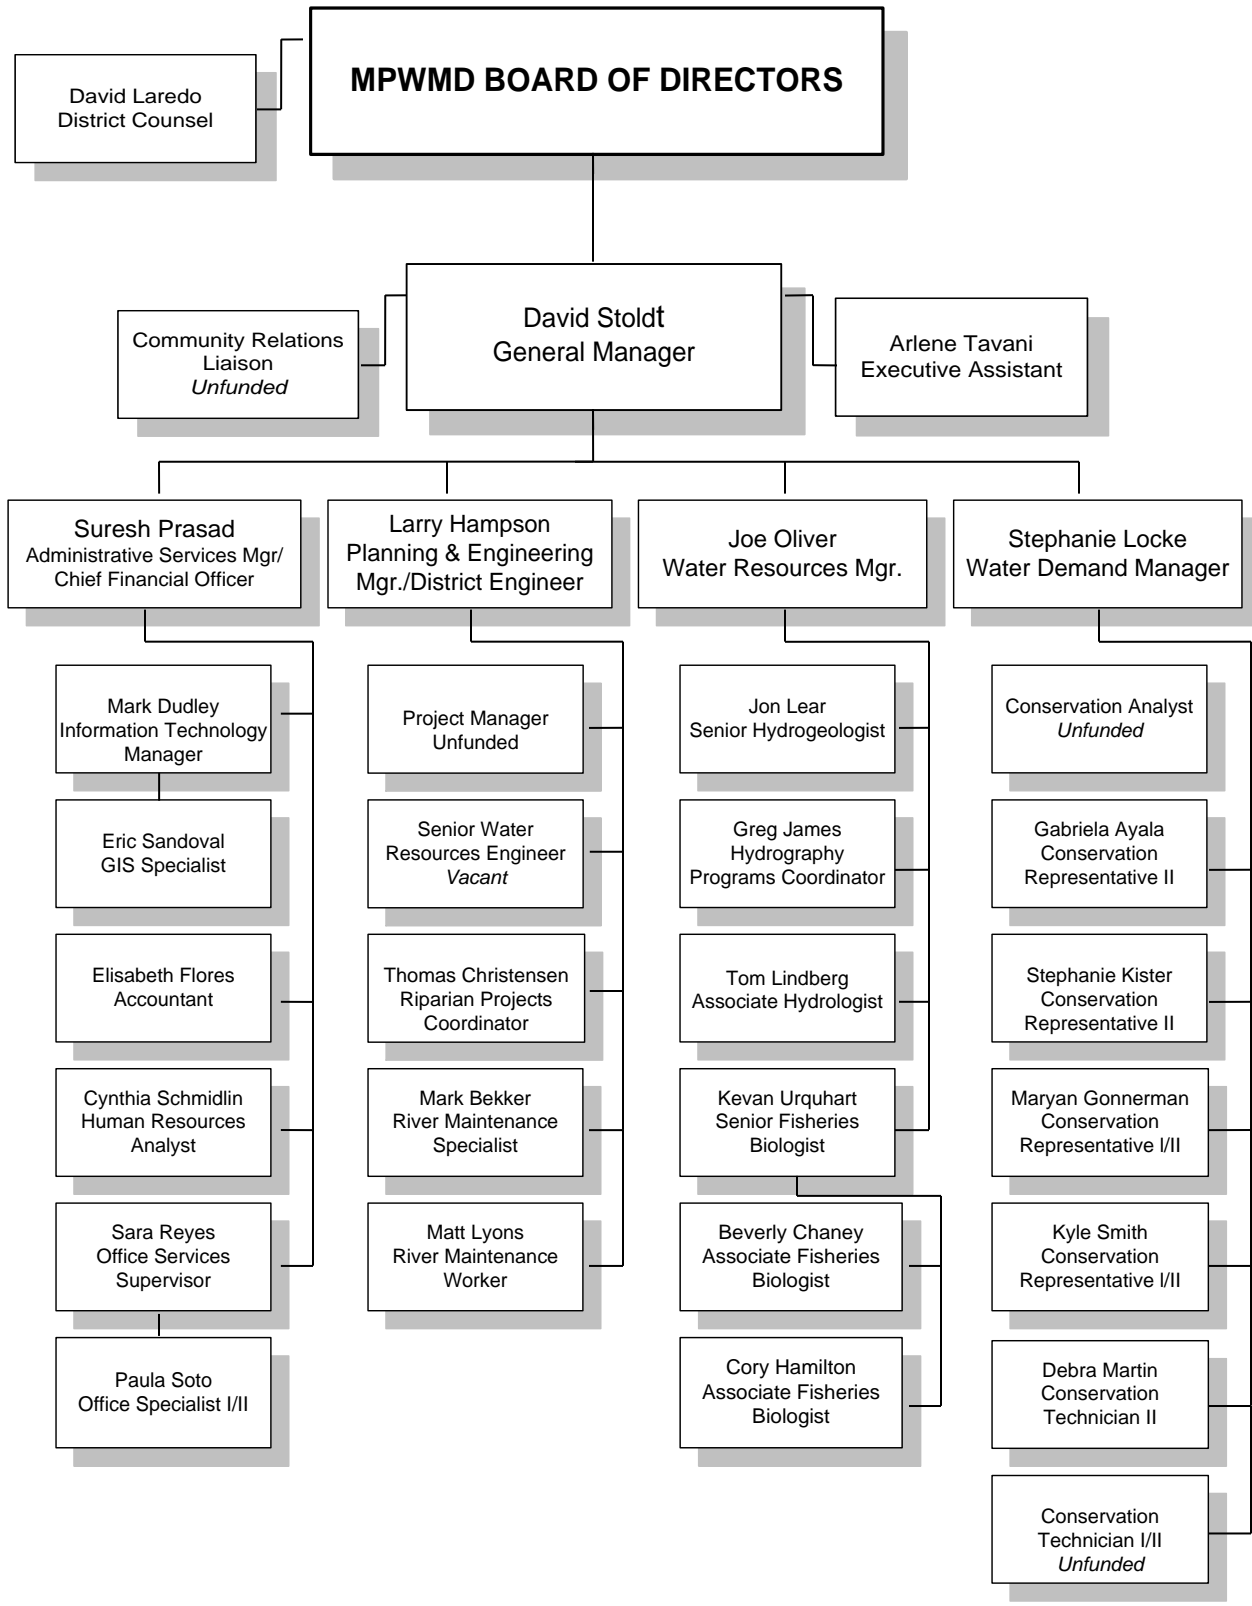 MPWMD BOARD OF DIRECTORS
David Laredo
District Counsel
David Stoldt
General Manager
Community Relations
Liaison
Unfunded
Arlene Tavani
Executive Assistant
Suresh Prasad
Administrative Services Mgr/
Chief Financial Officer
Larry Hampson
Planning & Engineering
Mgr./District Engineer
Joe Oliver
Water Resources Mgr.
Stephanie Locke
Water Demand Manager
Mark Dudley
Information Technology
Manager
Eric Sandoval
GIS Specialist
Elisabeth Flores
Accountant
Cynthia Schmidlin
Human Resources
Analyst
Sara Reyes
Office Services
Supervisor
Paula Soto
Office Specialist I/II
Project Manager
Unfunded
Senior Water
Resources Engineer
Vacant
Thomas Christensen
Riparian Projects
Coordinator
Mark Bekker
River Maintenance
Specialist
Matt Lyons
River Maintenance
Worker
Jon Lear
Senior Hydrogeologist
Greg James
Hydrography
Programs Coordinator
Tom Lindberg
Associate Hydrologist
Kevan Urquhart
Senior Fisheries
Biologist
Beverly Chaney
Associate Fisheries
Biologist
Cory Hamilton
Associate Fisheries
Biologist
Conservation Analyst
Unfunded
Gabriela Ayala
Conservation
Representative II
Stephanie Kister
Conservation
Representative II
Maryan Gonnerman
Conservation
Representative I/II
Kyle Smith
Conservation
Representative I/II
Debra Martin
Conservation
Technician II
Conservation
Technician I/II
Unfunded